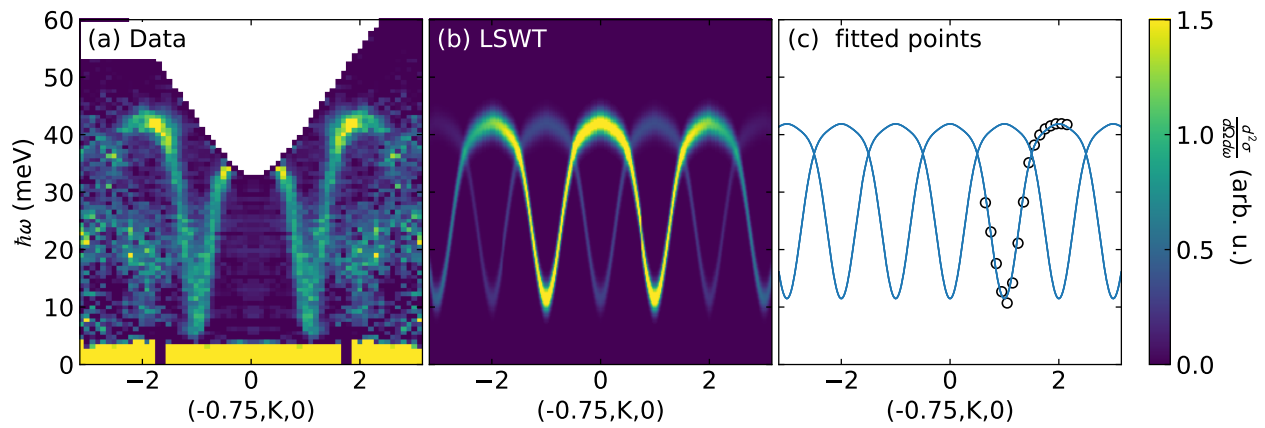 (a) Data
(b) LSWT
(c) fitted points
ħω (meV)
60
50
40
30
20
10
0
−2
0
2
(-0.75,K,0)
−2
0
2
(-0.75,K,0)
−2
0
2
(-0.75,K,0)
1.5
1.0
0.5
0.0
d²σ/dΩdω (arb. u.)